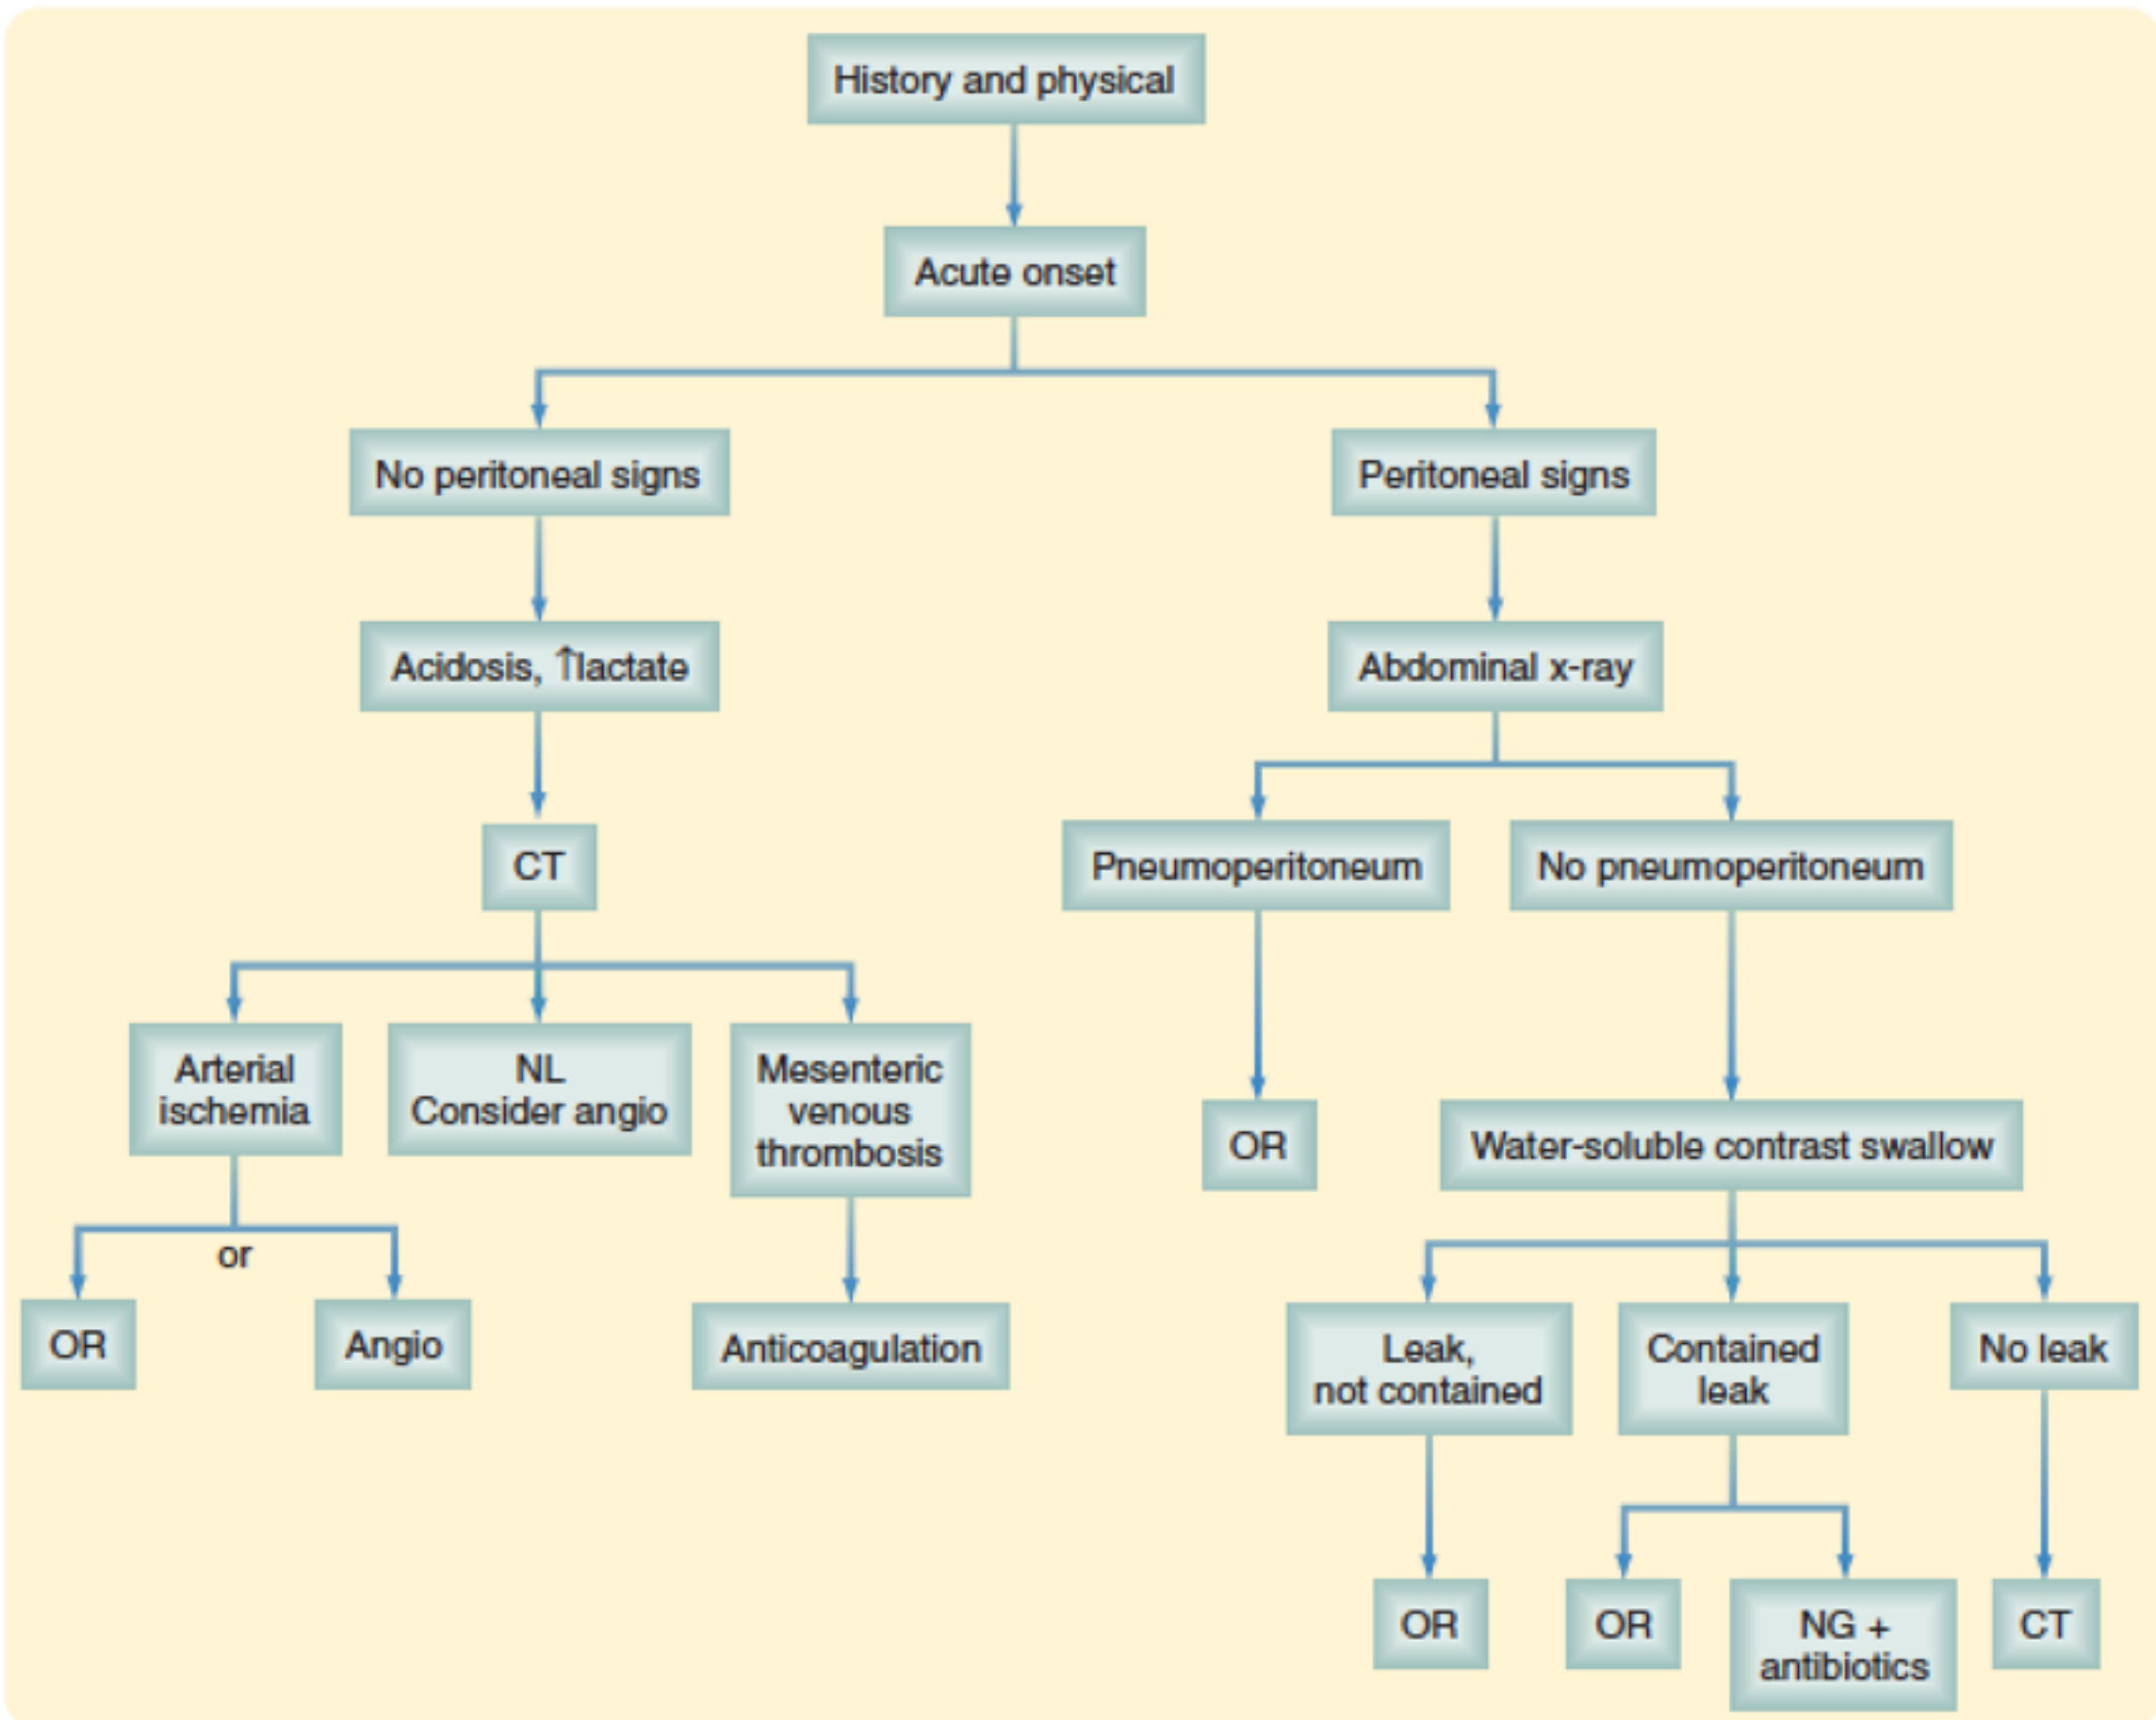 History and physical
Acute onset
No peritoneal signs
Peritoneal signs
Acidosis, ↑lactate
Abdominal x-ray
CT
Pneumoperitoneum
No pneumoperitoneum
Arterial
ischemia
NL
Consider angio
Mesenteric
venous
thrombosis
OR
Water-soluble contrast swallow
or
OR
Angio
Anticoagulation
Leak,
not contained
Contained
leak
No leak
OR
OR
NG +
antibiotics
CT